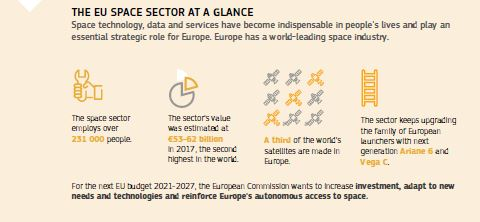 THE EU SPACE SECTOR AT A GLANCE
Space technology, data and services have become indispensable in people's lives and play an
essential strategic role for Europe. Europe has a world-leading space industry.
The space sector
employs over
231 000 people.
The sector's value
was estimated at
€53–62 billion
in 2017, the second
highest in the world.
A third of the world's
satellites are made in
Europe.
The sector keeps upgrading
the family of European
launchers with next
generation Ariane 6 and
Vega C.
For the next EU budget 2021-2027, the European Commission wants to increase investment, adapt to new
needs and technologies and reinforce Europe's autonomous access to space.